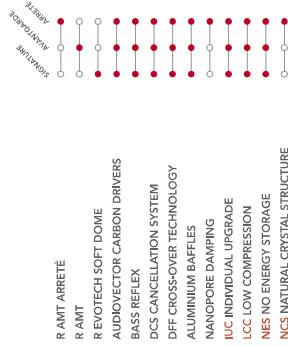 ARRETÉ
AVANTGARDE
SIGNATURE
R AMT ARRETÉ
R AMT
R EVOTECH SOFT DOME
AUDIOVECTOR CARBON DRIVERS
BASS REFLEX
DCS CANCELLATION SYSTEM
DFF CROSS-OVER TECHNOLOGY
ALUMINIUM BAFFLES
NANOPORE DAMPING
IUC INDIVIDUAL UPGRADE
LCC LOW COMPRESSION
NES NO ENERGY STORAGE
NCS NATURAL CRYSTAL STRUCTURE